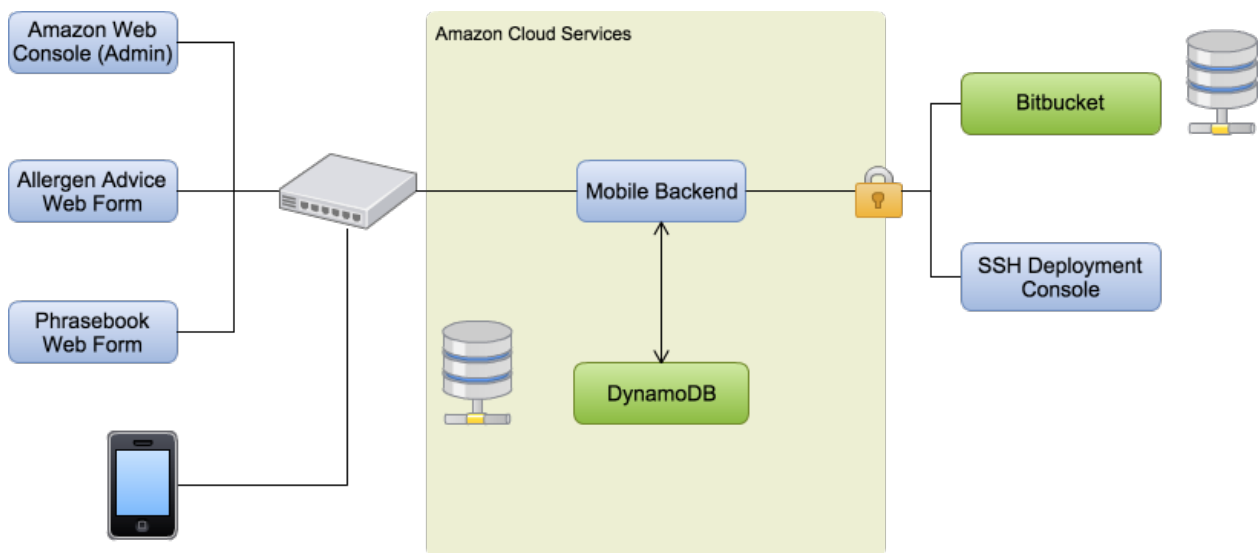 Amazon Web
Console (Admin)
Allergen Advice
Web Form
Phrasebook
Web Form
Amazon Cloud Services
Mobile Backend
DynamoDB
Bitbucket
SSH Deployment
Console